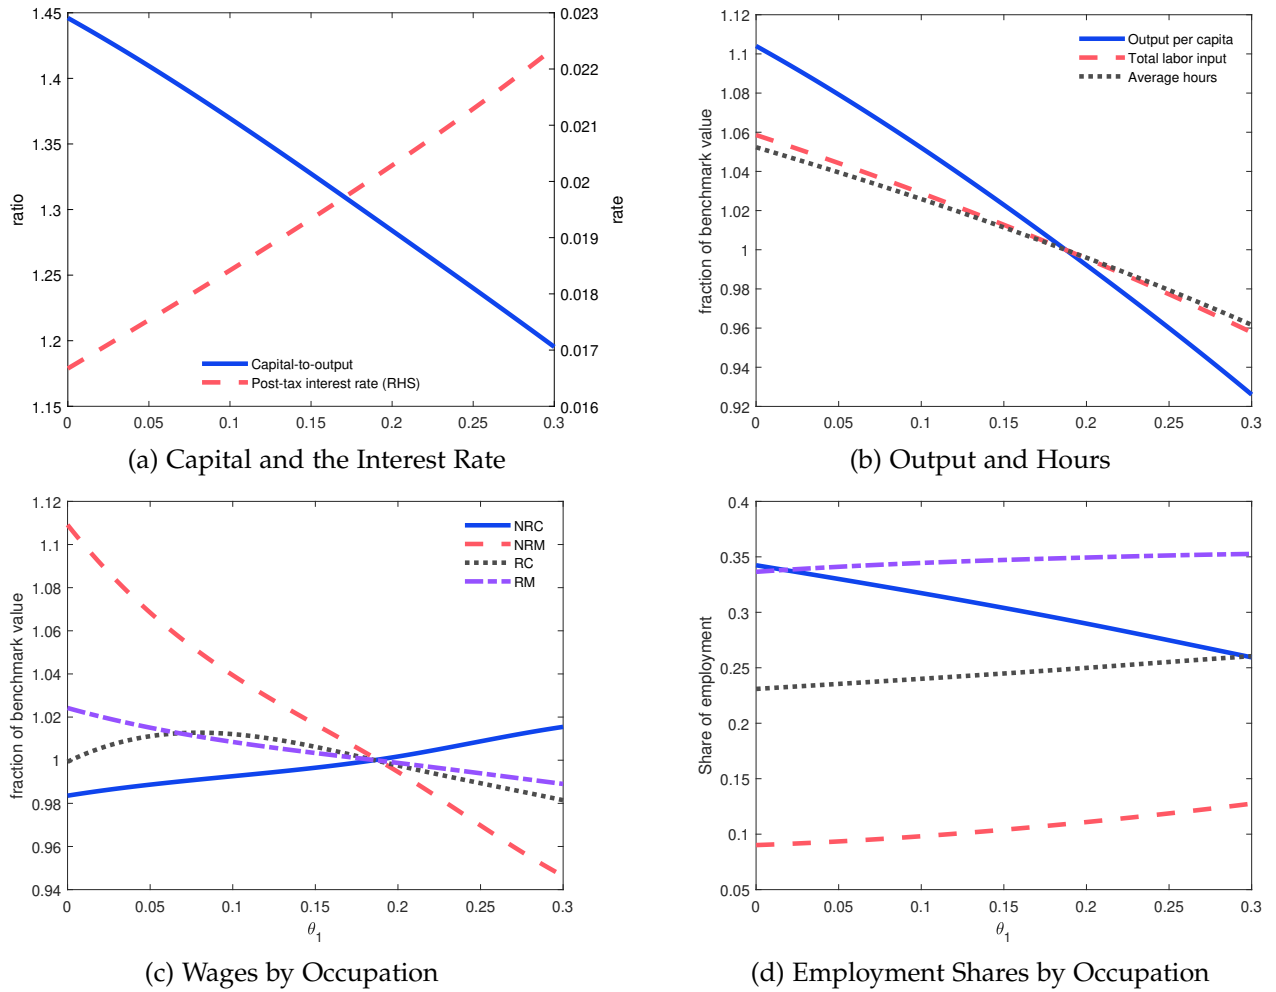 1.45
1.4
1.35
1.3
1.25
1.2
1.15
ratio
0.023
0.022
0.021
0.02
0.019
0.018
0.017
0.016
rate
Capital-to-output
Post-tax interest rate (RHS)
0 0.05 0.1 0.15 0.2 0.25 0.3
(a) Capital and the Interest Rate
1.12
1.1
1.08
1.06
1.04
1.02
1
0.98
0.96
0.94
0.92
fraction of benchmark value
Output per capita
Total labor input
Average hours
0 0.05 0.1 0.15 0.2 0.25 0.3
(b) Output and Hours
1.12
1.1
1.08
1.06
1.04
1.02
1
0.98
0.96
0.94
fraction of benchmark value
NRC
NRM
RC
RM
0 0.05 0.1 0.15 0.2 0.25 0.3
θ1
(c) Wages by Occupation
0.4
0.35
0.3
0.25
0.2
0.15
0.1
0.05
Share of employment
0 0.05 0.1 0.15 0.2 0.25 0.3
θ1
(d) Employment Shares by Occupation